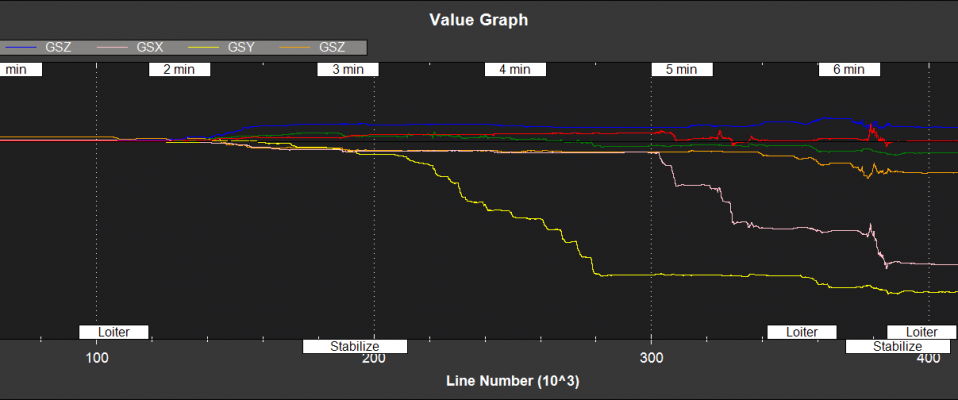 Value Graph
GSZ GSX GSY GSZ
min 2 min 3 min 4 min 5 min 6 min
Loiter Loiter Loiter
Stabilize Stabilize
100 200 300 400
Line Number (10^3)